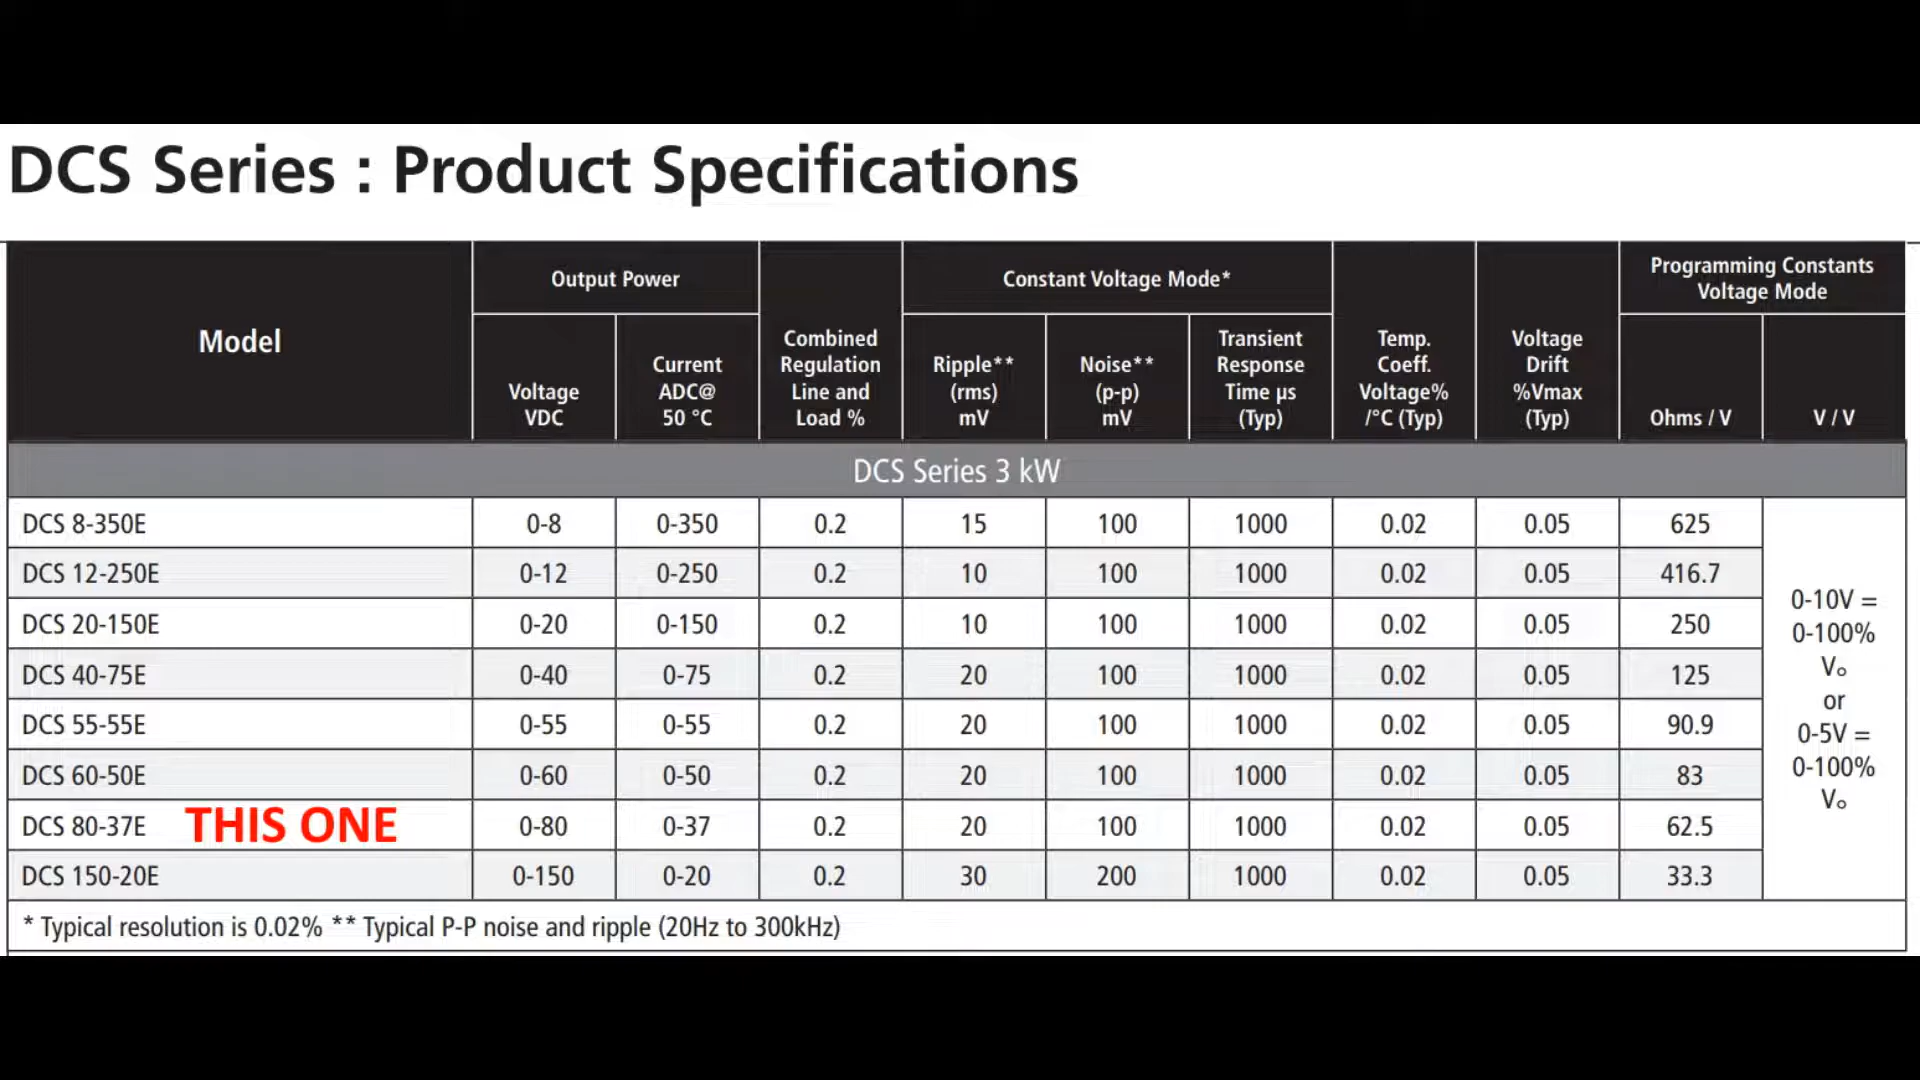 DCS Series : Product Specifications
Model
Output Power
Voltage
VDC
Current
ADC@
50 °C
Combined
Regulation
Line and
Load %
Constant Voltage Mode*
Ripple**
(rms)
mV
Noise**
(p-p)
mV
Transient
Response
Time µs
(Typ)
Temp.
Coeff.
Voltage%
/°C (Typ)
Voltage
Drift
%Vmax
(Typ)
Programming Constants
Voltage Mode
Ohms / V
V / V
DCS Series 3 kW
DCS 8-350E 0-8 0-350 0.2 15 100 1000 0.02 0.05 625
DCS 12-250E 0-12 0-250 0.2 10 100 1000 0.02 0.05 416.7
DCS 20-150E 0-20 0-150 0.2 10 100 1000 0.02 0.05 250
DCS 40-75E 0-40 0-75 0.2 20 100 1000 0.02 0.05 125
DCS 55-55E 0-55 0-55 0.2 20 100 1000 0.02 0.05 90.9
DCS 60-50E 0-60 0-50 0.2 20 100 1000 0.02 0.05 83
DCS 80-37E THIS ONE 0-80 0-37 0.2 20 100 1000 0.02 0.05 62.5
DCS 150-20E 0-150 0-20 0.2 30 200 1000 0.02 0.05 33.3
0-10V =
0-100%
Vo
or
0-5V =
0-100%
Vo
* Typical resolution is 0.02% ** Typical P-P noise and ripple (20Hz to 300kHz)